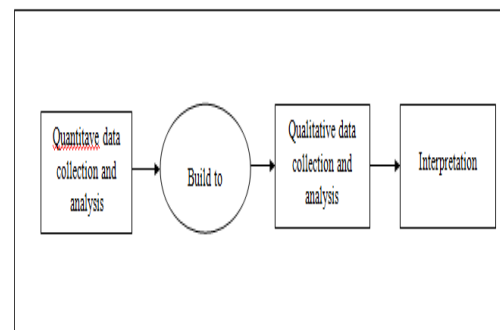 Quantitave data
collection and
analysis
Build to
Qualitative data
collection and
analysis
Interpretation